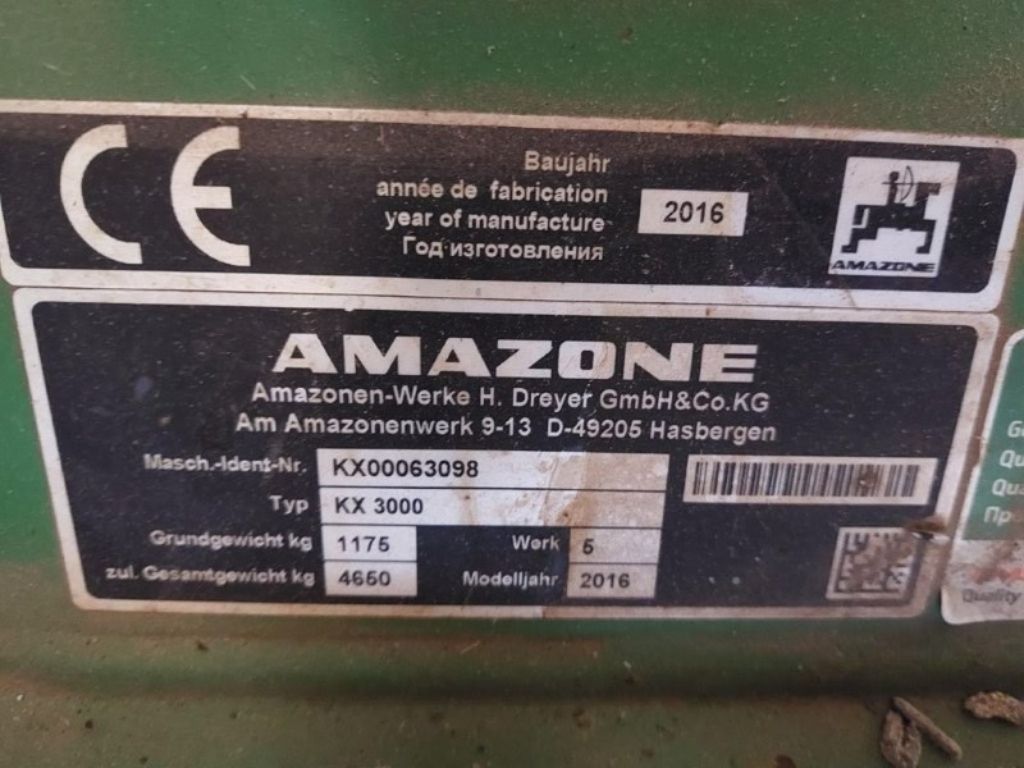 CE
Baujahr
année de fabrication
year of manufacture
Год изготовления
2016
AMAZONE
AMAZONE
Amazonen-Werke H. Dreyer GmbH&Co.KG
Am Amazonenwerk 9-13 D-49205 Hasbergen
Masch.-Ident-Nr. KX00063098
Typ KX 3000
Grundgewicht kg 1175 Werk 5
zul. Gesamtgewicht kg 4650 Modelljahr 2016
Quality